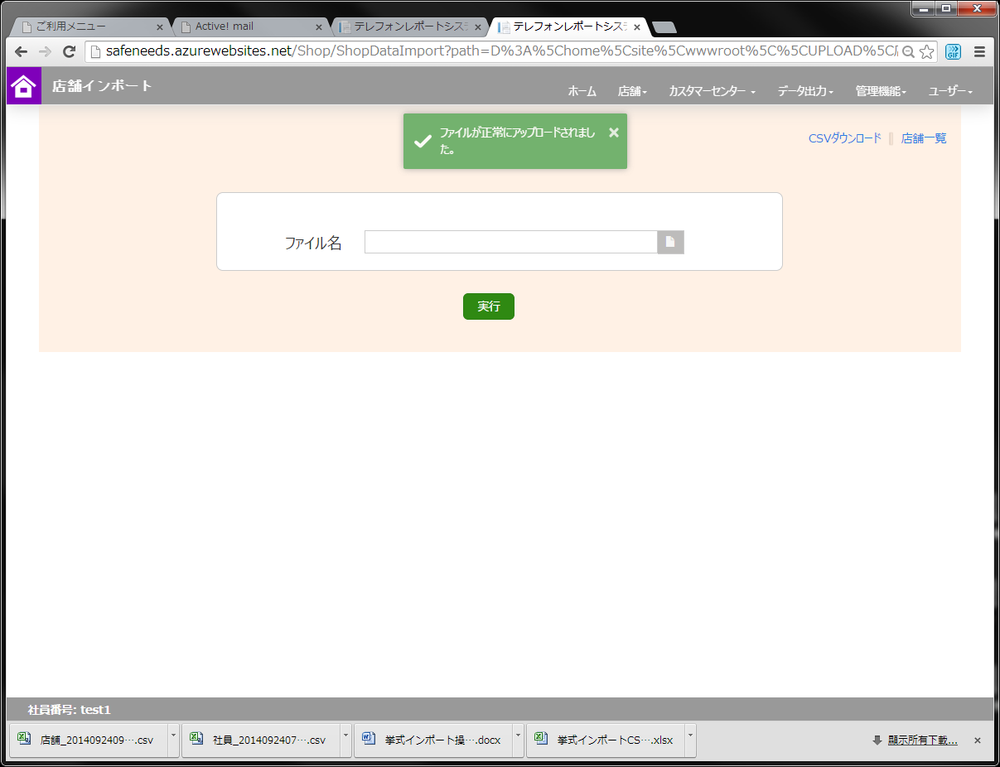 ご利用メニュー
Active! mail
テレフォンレポートシステ
テレフォンレポートシステ
safeneeds.azurewebsites.net/Shop/ShopDataImport?path=D%3A%5Chome%5Csite%5Cwwwroot%5C%5CUPLOAD%5C/
GIF
店舗インポート
ホーム
店舗
カスタマーセンター
データ出力
管理機能
ユーザー
ファイルが正常にアップロードされまし
た。
CSVダウンロード
店舗一覧
ファイル名
実行
社員番号: test1
店舗_2014092409….csv
社員_2014092407….csv
挙式インポート操….docx
挙式インポートCS….xlsx
顯示所有下載...